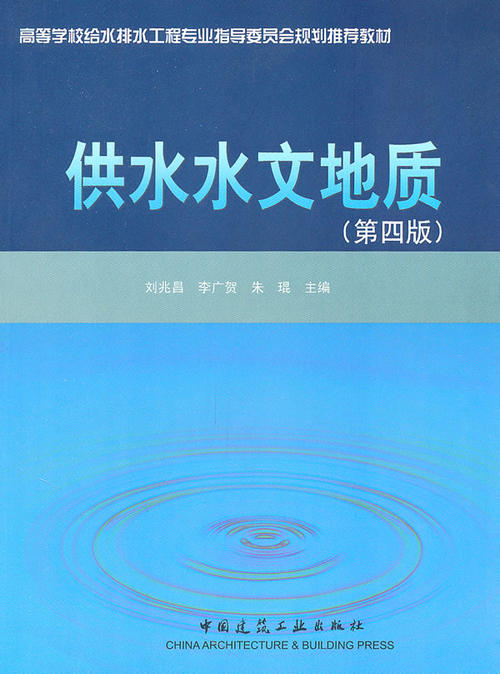 高等学校给水排水工程专业指导委员会规划推荐教材
供水水文地质
(第四版)
刘兆昌 李广贺 朱 琨 主编
中国建筑工业出版社
CHINA ARCHITECTURE & BUILDING PRESS